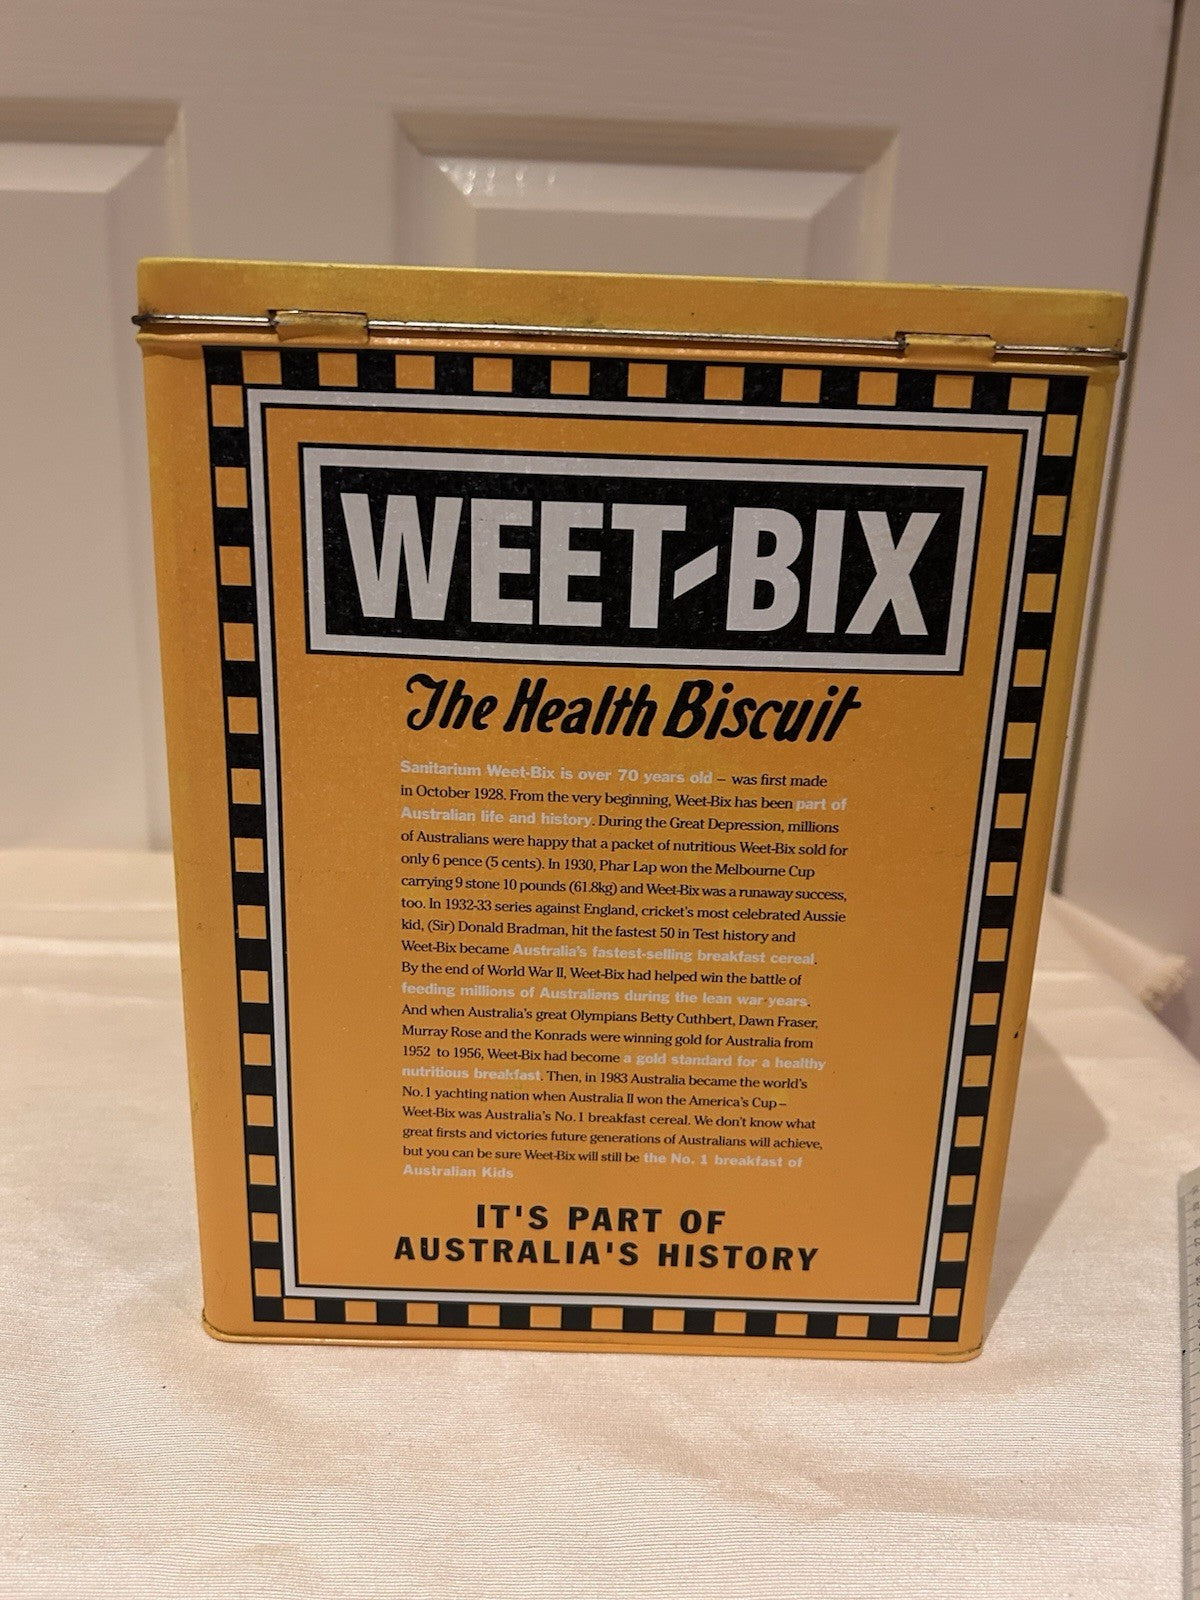 WEET-BIX
The Health Biscuit
Sanitarium Weet-Bix is over 70 years old – was first made
in October 1928. From the very beginning, Weet-Bix has been part of
Australian life and history. During the Great Depression, millions
of Australians were happy that a packet of nutritious Weet-Bix sold for
only 6 pence (5 cents). In 1930, Phar Lap won the Melbourne Cup
carrying 9 stone 10 pounds (61.8kg) and Weet-Bix was a runaway success,
too. In 1932-33 series against England, cricket's most celebrated Aussie
kid, (Sir) Donald Bradman, hit the fastest 50 in Test history and
Weet-Bix became Australia's fastest-selling breakfast cereal.
By the end of World War II, Weet-Bix had helped win the battle of
feeding millions of Australians during the lean war years.
And when Australia's great Olympians Betty Cuthbert, Dawn Fraser,
Murray Rose and the Konrads were winning gold for Australia from
1952 to 1956, Weet-Bix had become a gold standard for a healthy
nutritious breakfast. Then, in 1983 Australia became the world's
No. 1 yachting nation when Australia II won the America's Cup –
Weet-Bix was Australia's No. 1 breakfast cereal. We don't know what
great firsts and victories future generations of Australians will achieve,
but you can be sure Weet-Bix will still be the No. 1 breakfast of
Australian Kids
IT'S PART OF
AUSTRALIA'S HISTORY